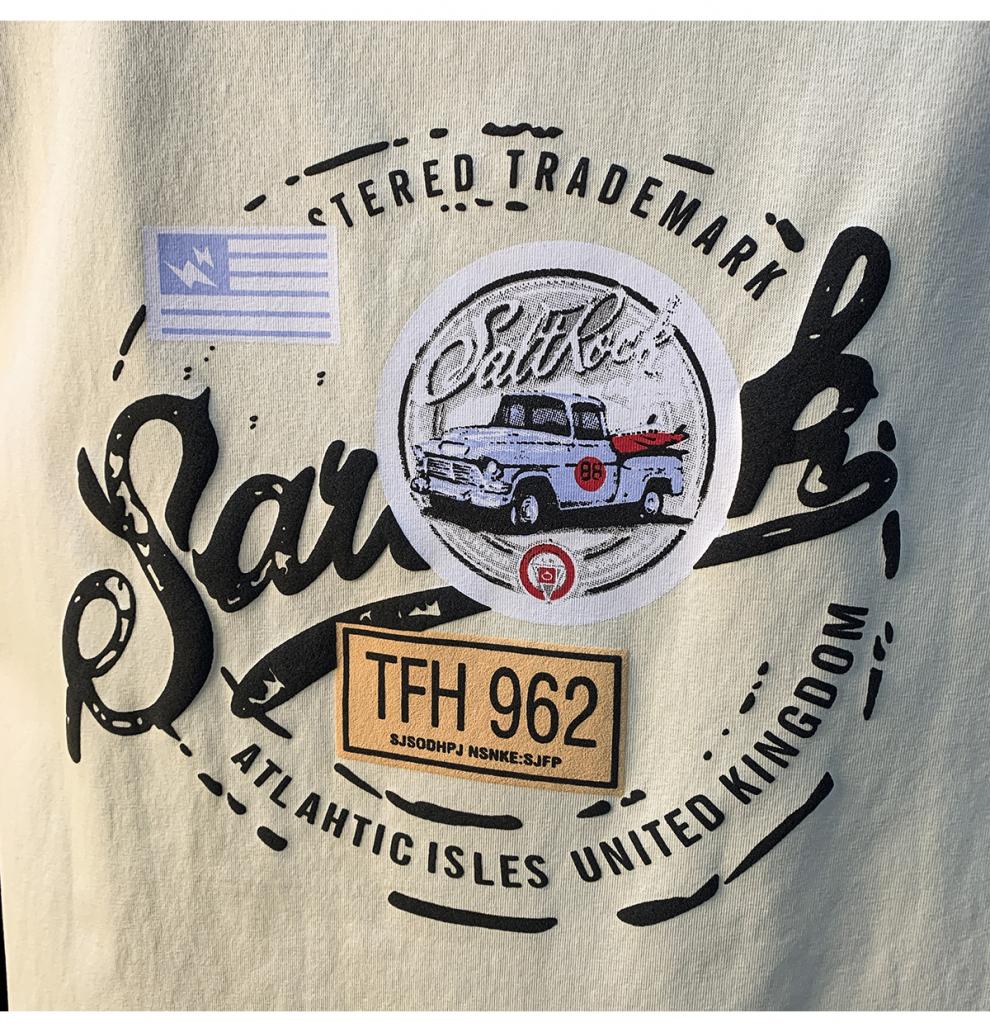 STERED TRADEMARK
SaltRock
88
TFH 962
SJSODHPJ NSNKE:SJFP
ATLAHTIC ISLES UNITED KINGDOM